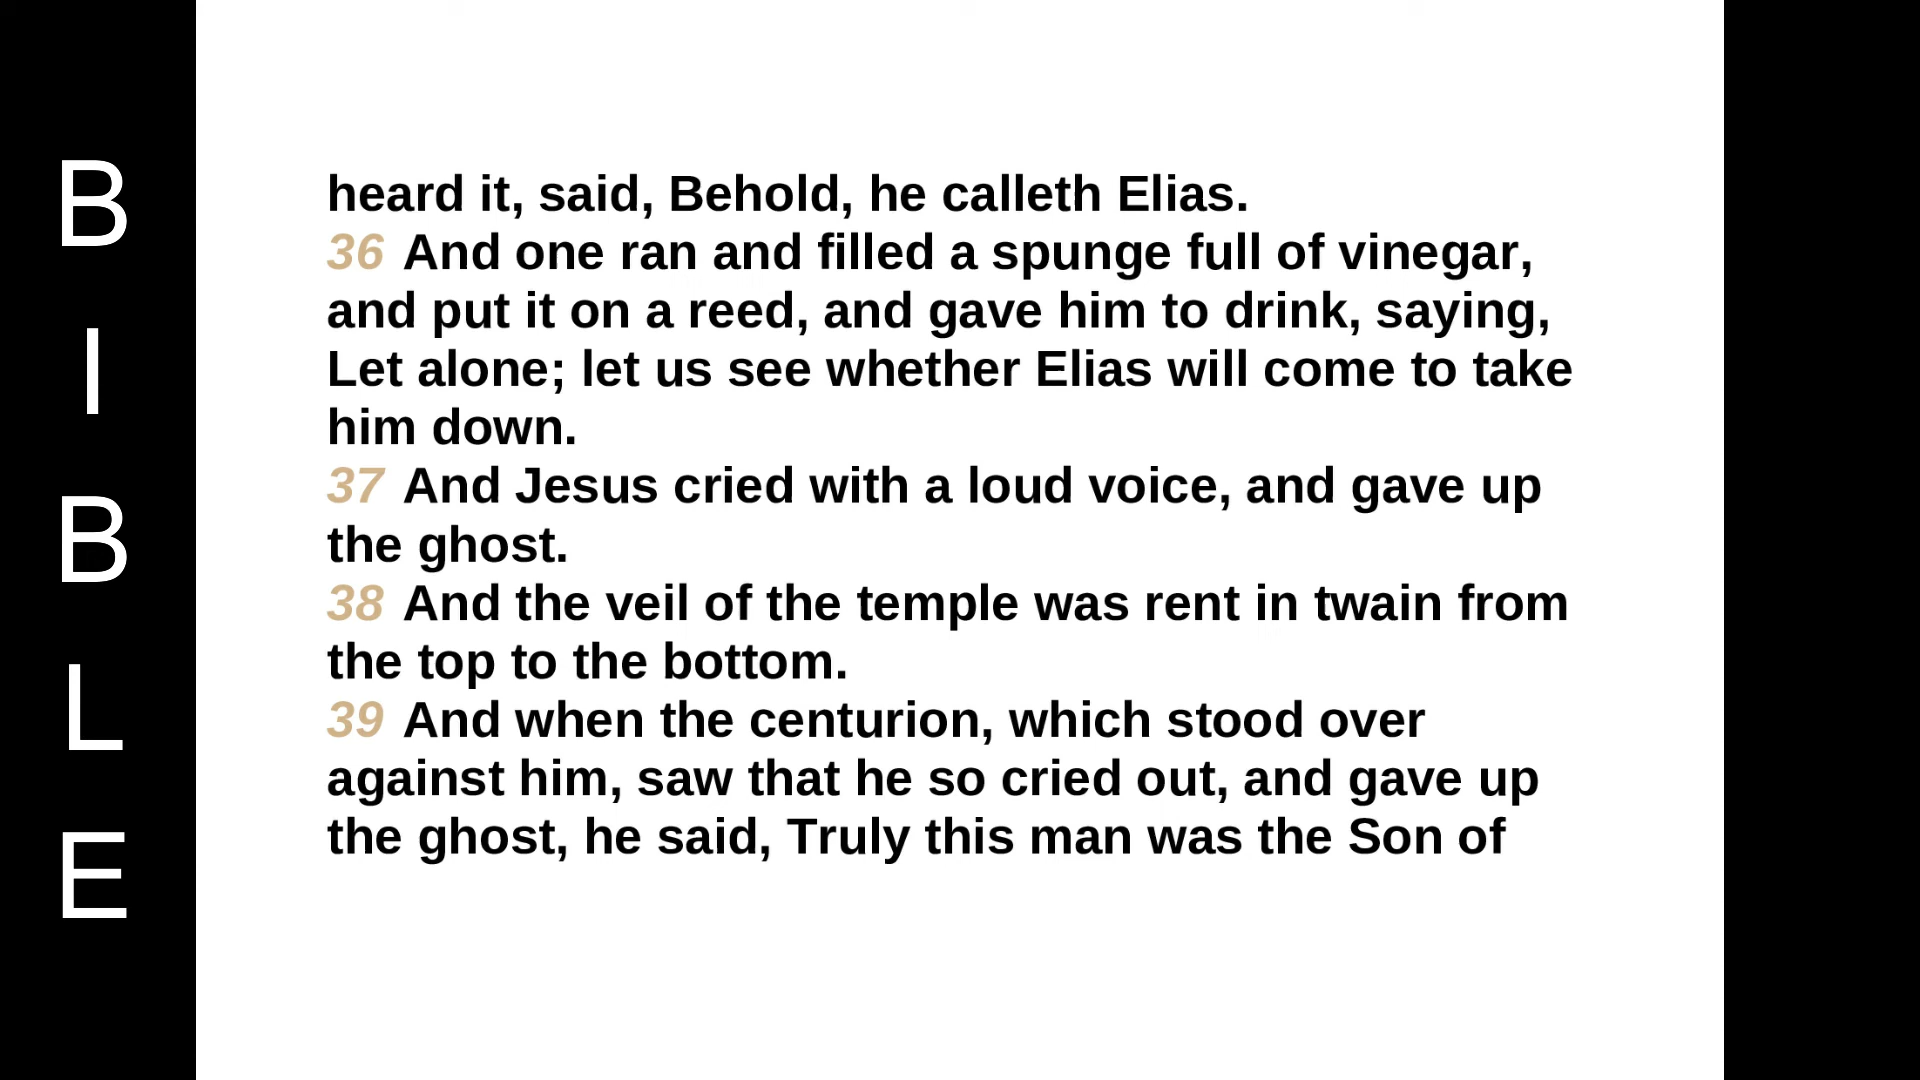 BIBLE
heard it, said, Behold, he calleth Elias.
36 And one ran and filled a spunge full of vinegar,
and put it on a reed, and gave him to drink, saying,
Let alone; let us see whether Elias will come to take
him down.
37 And Jesus cried with a loud voice, and gave up
the ghost.
38 And the veil of the temple was rent in twain from
the top to the bottom.
39 And when the centurion, which stood over
against him, saw that he so cried out, and gave up
the ghost, he said, Truly this man was the Son of